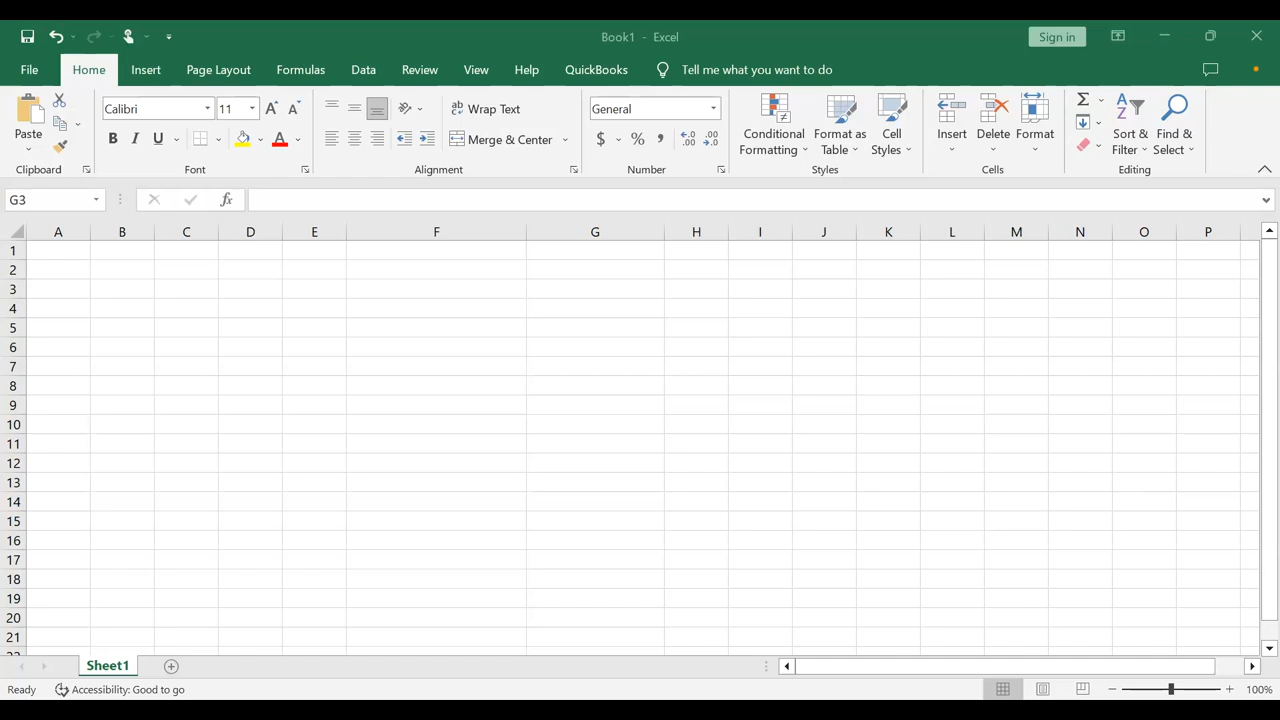 Book1 - Excel
Sign in
File Home Insert Page Layout Formulas Data Review View Help QuickBooks Tell me what you want to do
Paste
Calibri 11
Wrap Text
General
Conditional Formatting
Format as Table
Cell Styles
Insert
Delete
Format
Sort & Filter
Find & Select
B I U A
Merge & Center
$ % ,
Clipboard Font Alignment Number Styles Cells Editing
G3 fx
A B C D E F G H I J K L M N O P
1
2
3
4
5
6
7
8
9
10
11
12
13
14
15
16
17
18
19
20
21
Sheet1
Ready Accessibility: Good to go 100%